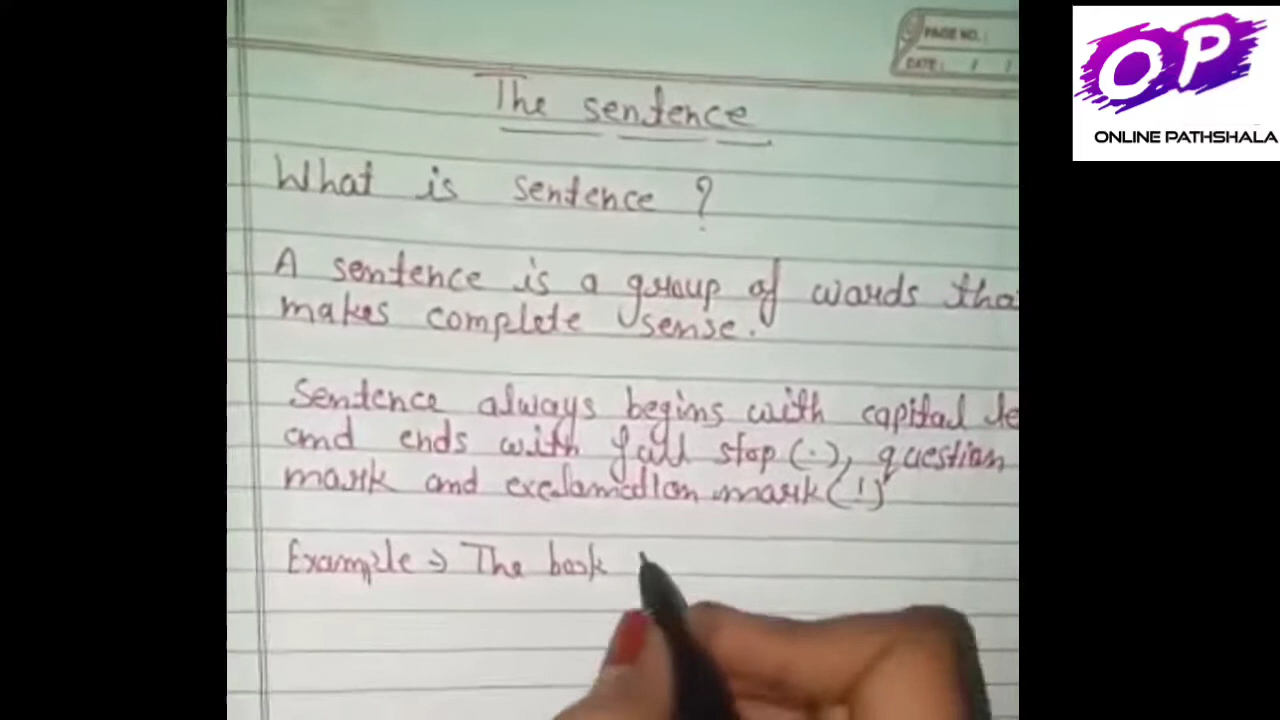 PAGE NO.:
DATE: / /
OP
ONLINE PATHSHALA
The sentence
What is sentence ?
A sentence is a group of words tha
makes complete sense.
Sentence always begins with capital le
and ends with full stop (.), question
mark and exclamation mark (!)
Example → The book